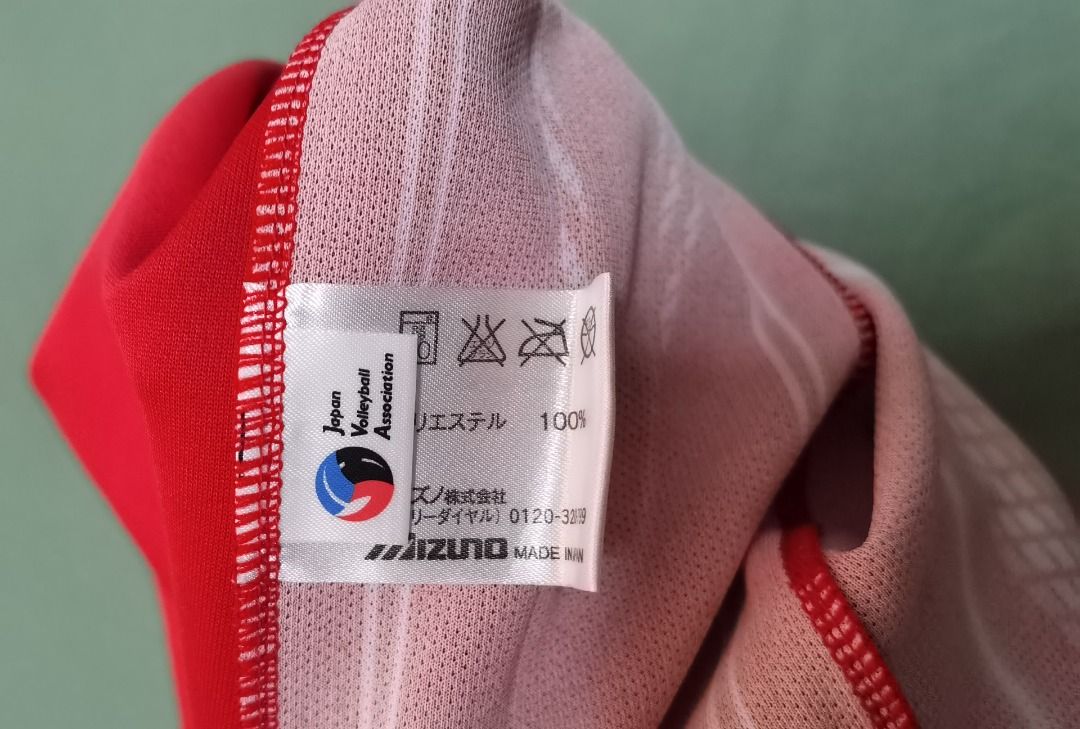 Japan
Volleyball
Association
リエステル 100%
ズノ株式会社
リーダイヤル) 0120-32
MIZUNO MADE IN